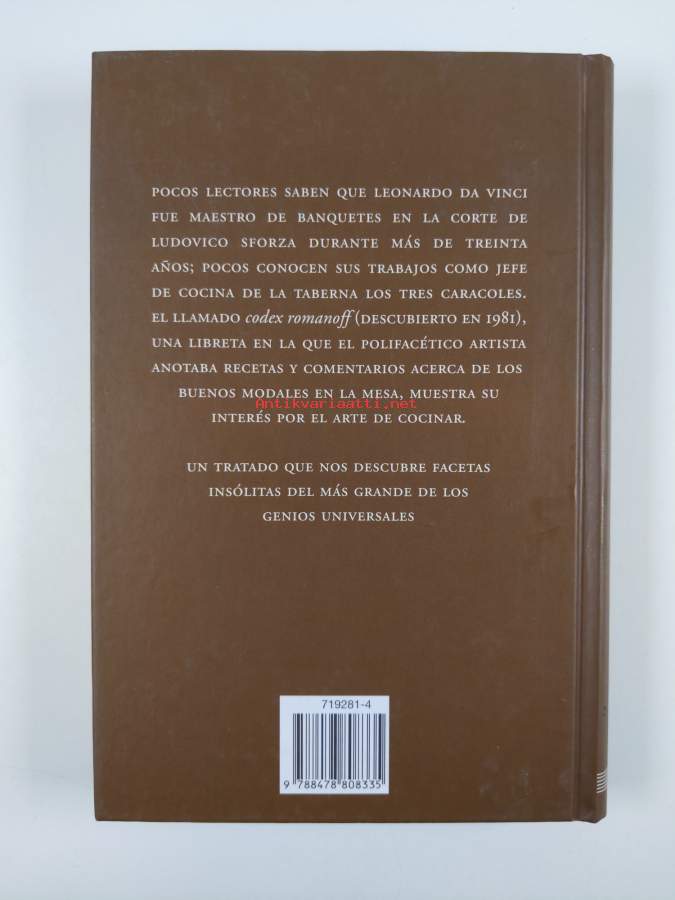 POCOS LECTORES SABEN QUE LEONARDO DA VINCI
FUE MAESTRO DE BANQUETES EN LA CORTE DE
LUDOVICO SFORZA DURANTE MÁS DE TREINTA
AÑOS; POCOS CONOCEN SUS TRABAJOS COMO JEFE
DE COCINA DE LA TABERNA LOS TRES CARACOLES.
EL LLAMADO codex romanoff (DESCUBIERTO EN 1981),
UNA LIBRETA EN LA QUE EL POLIFACÉTICO ARTISTA
ANOTABA RECETAS Y COMENTARIOS ACERCA DE LOS
BUENOS MODALES EN LA MESA, MUESTRA SU
Antikvariaatti.net
INTERÉS POR EL ARTE DE COCINAR.
UN TRATADO QUE NOS DESCUBRE FACETAS
INSÓLITAS DEL MÁS GRANDE DE LOS
GENIOS UNIVERSALES
719281-4
9 788478 808335